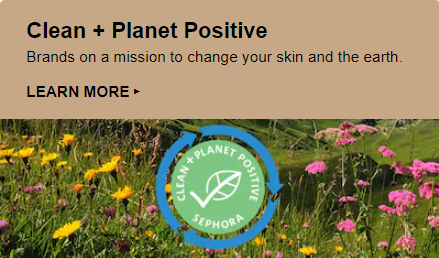 Clean + Planet Positive
Brands on a mission to change your skin and the earth.
LEARN MORE ▸
CLEAN + PLANET POSITIVE
SEPHORA